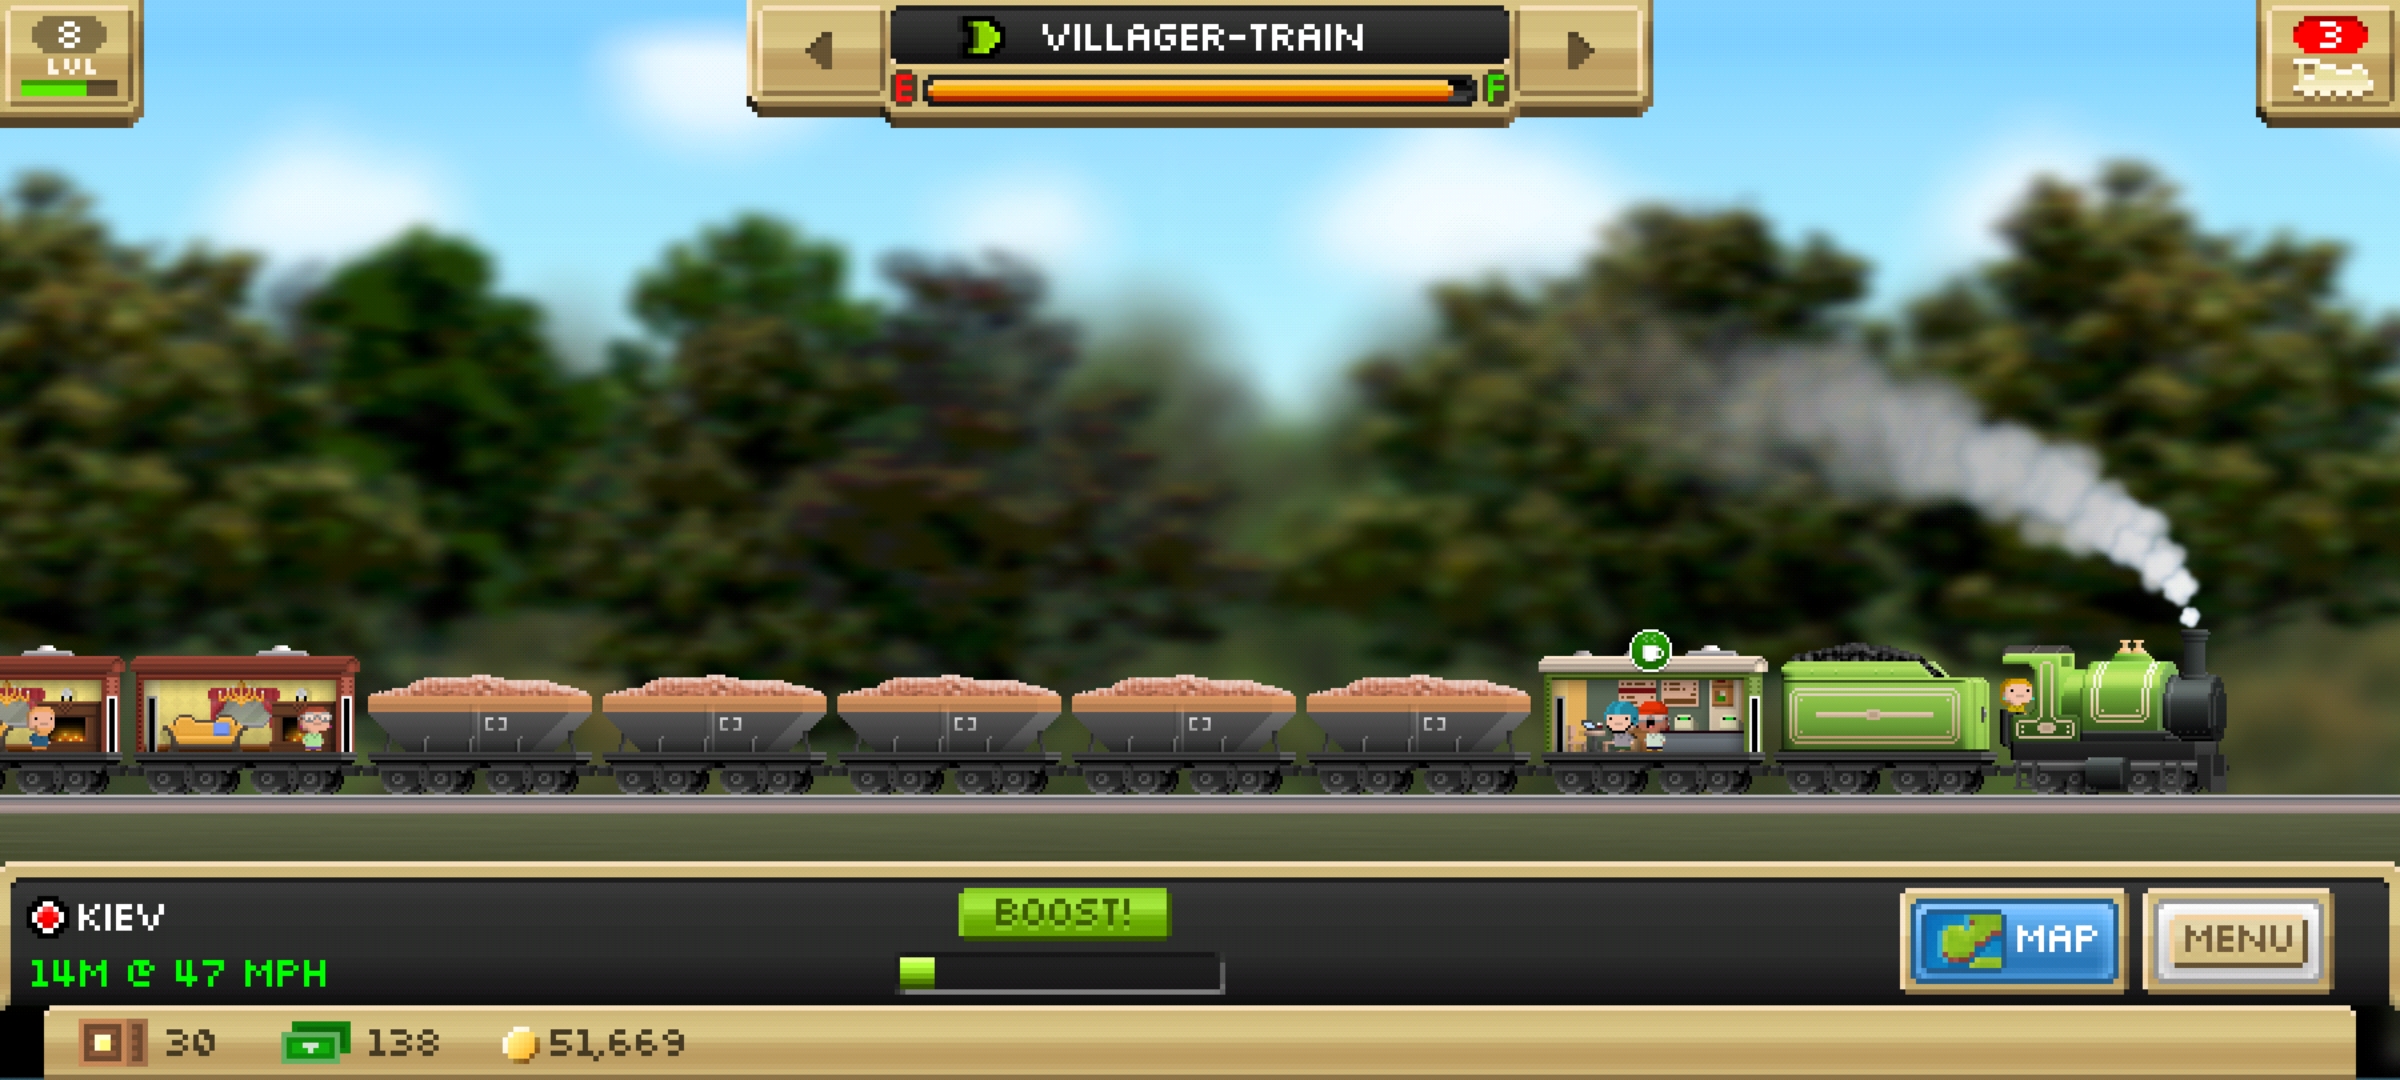 8
LVL
VILLAGER-TRAIN
E F
3
KIEV
BOOST!
14M @ 47 MPH
MAP
MENU
30 138 51,669